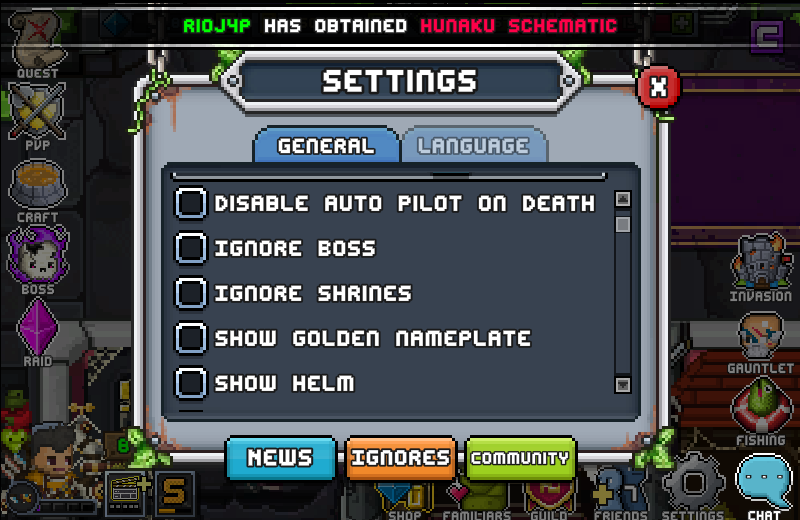 RIOJ4P HAS OBTAINED HUNAKU SCHEMATIC
SETTINGS
X
GENERAL LANGUAGE
DISABLE AUTO PILOT ON DEATH
IGNORE BOSS
IGNORE SHRINES
SHOW GOLDEN NAMEPLATE
SHOW HELM
NEWS IGNORES COMMUNITY
QUEST
PVP
CRAFT
BOSS
RAID
INVASION
GAUNTLET
FISHING
SHOP FAMILIARS GUILD FRIENDS SETTINGS CHAT